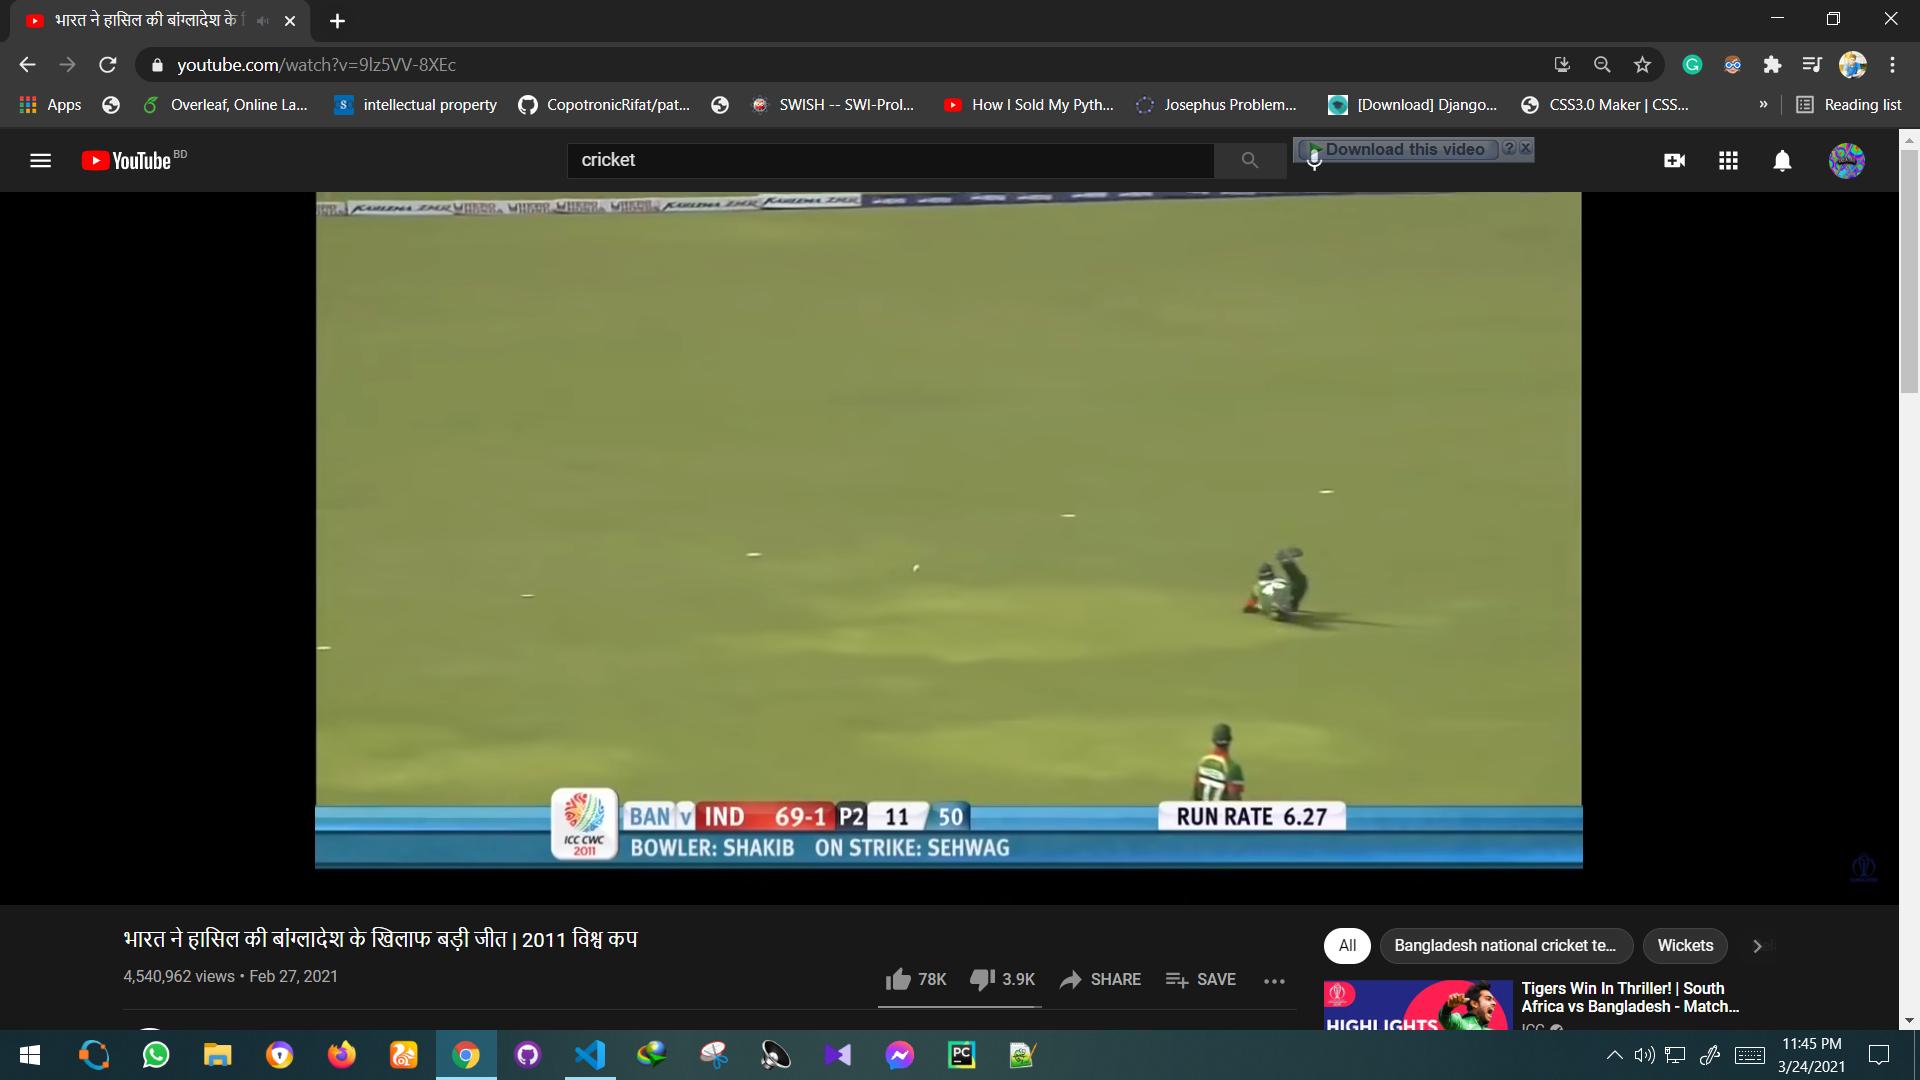 भारत ने हासिल की बांग्लादेश के
youtube.com/watch?v=9lz5VV-8XEc
Apps
Overleaf, Online La...
intellectual property
CopotronicRifat/pat...
SWISH -- SWI-Prol...
How I Sold My Pyth...
Josephus Problem...
[Download] Django...
CSS3.0 Maker | CSS...
»
Reading list
YouTube BD
cricket
Download this video
BAN v IND 69-1 P2 11 50
RUN RATE 6.27
ICC CWC
2011
BOWLER: SHAKIB ON STRIKE: SEHWAG
भारत ने हासिल की बांग्लादेश के खिलाफ बड़ी जीत | 2011 विश्व कप
4,540,962 views • Feb 27, 2021
78K
3.9K
SHARE
SAVE
All
Bangladesh national cricket te...
Wickets
Tigers Win In Thriller! | South
Africa vs Bangladesh - Match...
ICC
HIGHLIGHTS
PC
11:45 PM
3/24/2021